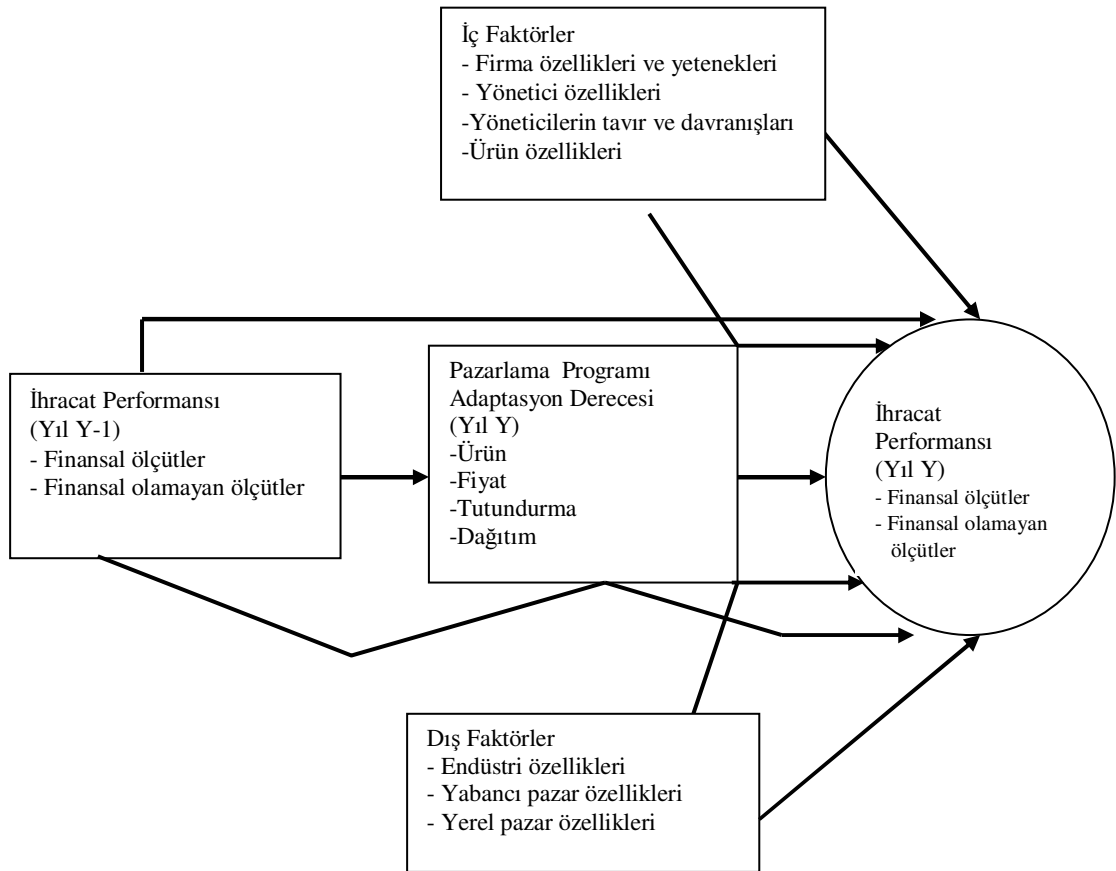 İç Faktörler
- Firma özellikleri ve yetenekleri
- Yönetici özellikleri
-Yöneticilerin tavır ve davranışları
-Ürün özellikleri
İhracat Performansı
(Yıl Y-1)
- Finansal ölçütler
- Finansal olamayan ölçütler
Pazarlama Programı
Adaptasyon Derecesi
(Yıl Y)
-Ürün
-Fiyat
-Tutundurma
-Dağıtım
İhracat
Performansı
(Yıl Y)
- Finansal ölçütler
- Finansal olamayan
ölçütler
Dış Faktörler
- Endüstri özellikleri
- Yabancı pazar özellikleri
- Yerel pazar özellikleri